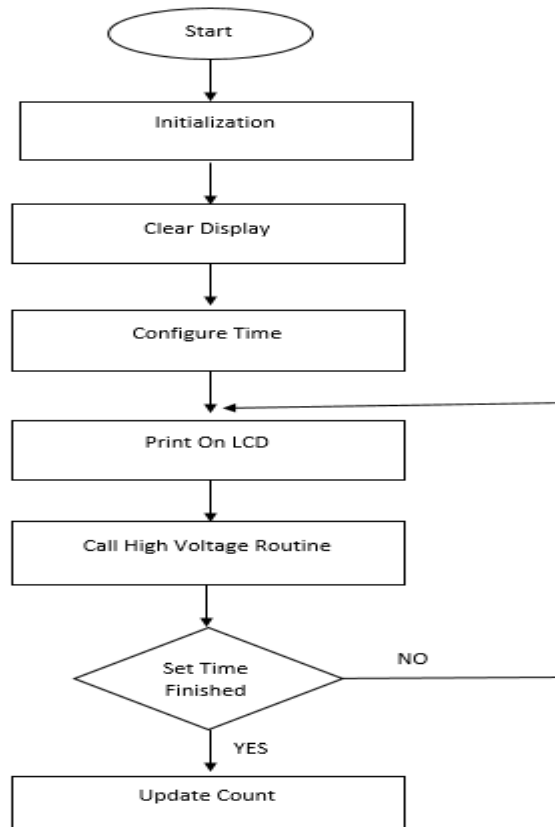 Start
Initialization
Clear Display
Configure Time
Print On LCD
Call High Voltage Routine
Set Time
Finished
NO
YES
Update Count